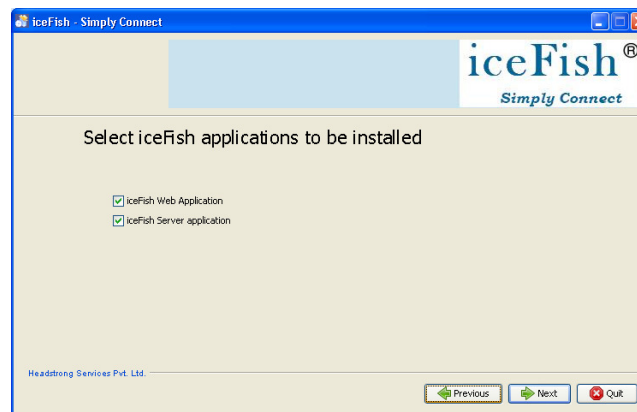 iceFish - Simply Connect
iceFish®
Simply Connect
Select iceFish applications to be installed
iceFish Web Application
iceFish Server application
Headstrong Services Pvt. Ltd.
Previous Next Quit